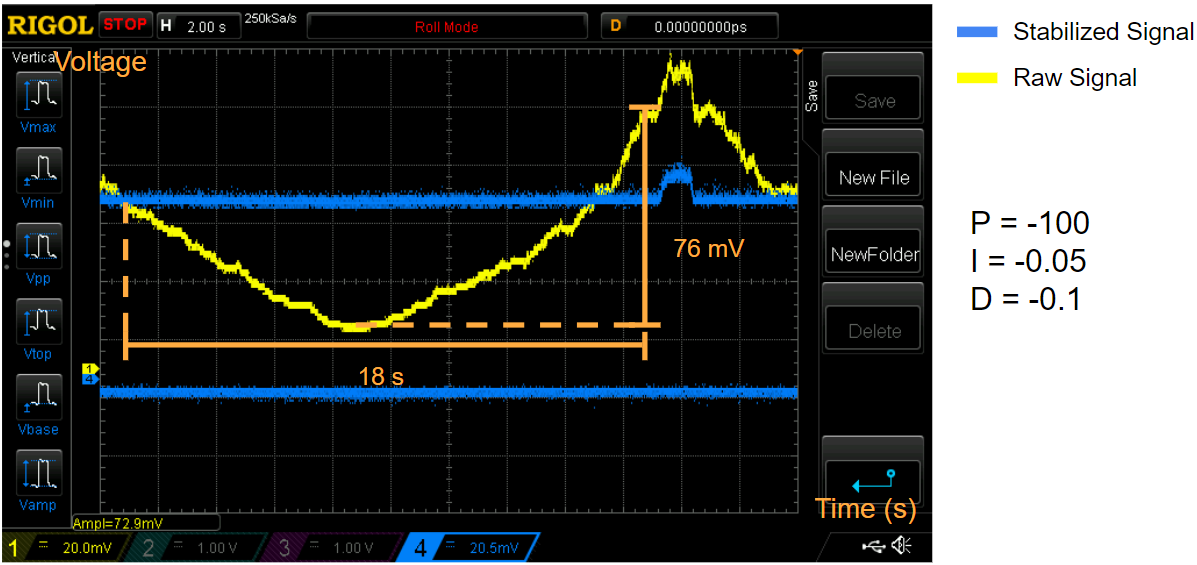 RIGOL STOP H 2.00 s 250kSa/s Roll Mode D 0.00000000ps
Stabilized Signal
Raw Signal
Vertical
Voltage
Vmax
Vmin
Vpp
Vtop
Vbase
Vamp
Save
Save
New File
NewFolder
Delete
76 mV
18 s
1
4
P = -100
I = -0.05
D = -0.1
Time (s)
Ampl=72.9mV
1 20.0mV 2 1.00 V 3 1.00 V 4 20.5mV